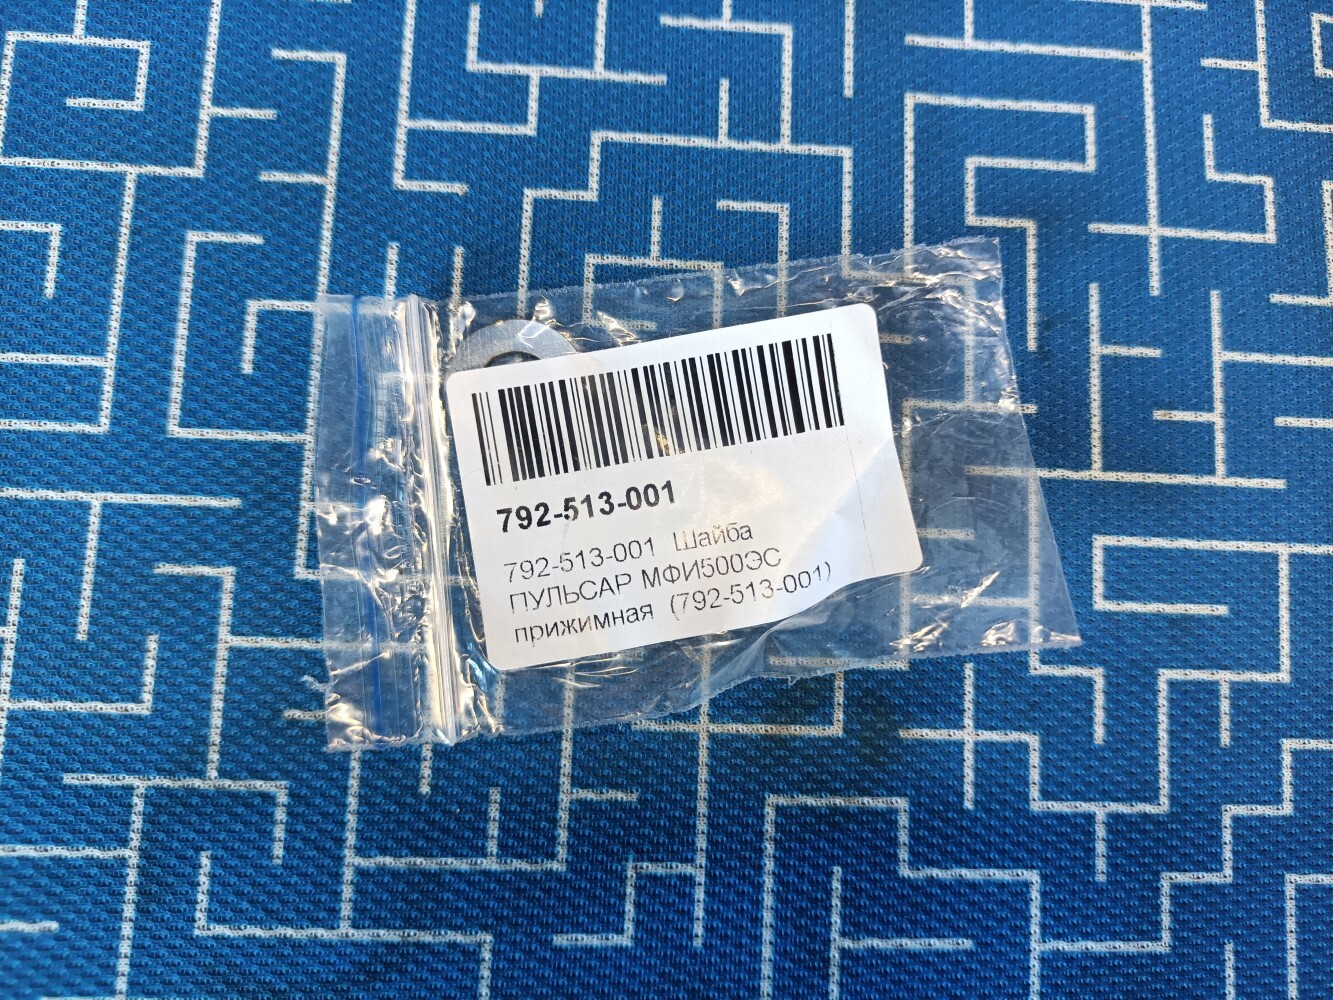 792-513-001
792-513-001 Шайба
ПУЛЬСАР МФИ500ЭС
прижимная (792-513-001)